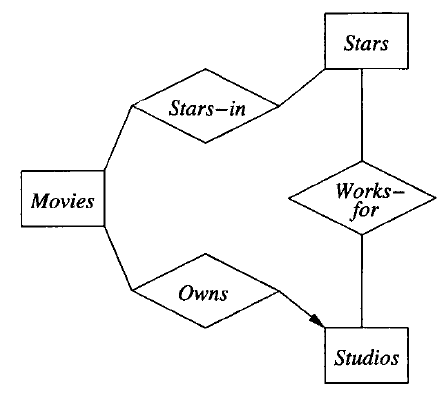 Stars
Stars-in
Movies
Works-
for
Owns
Studios